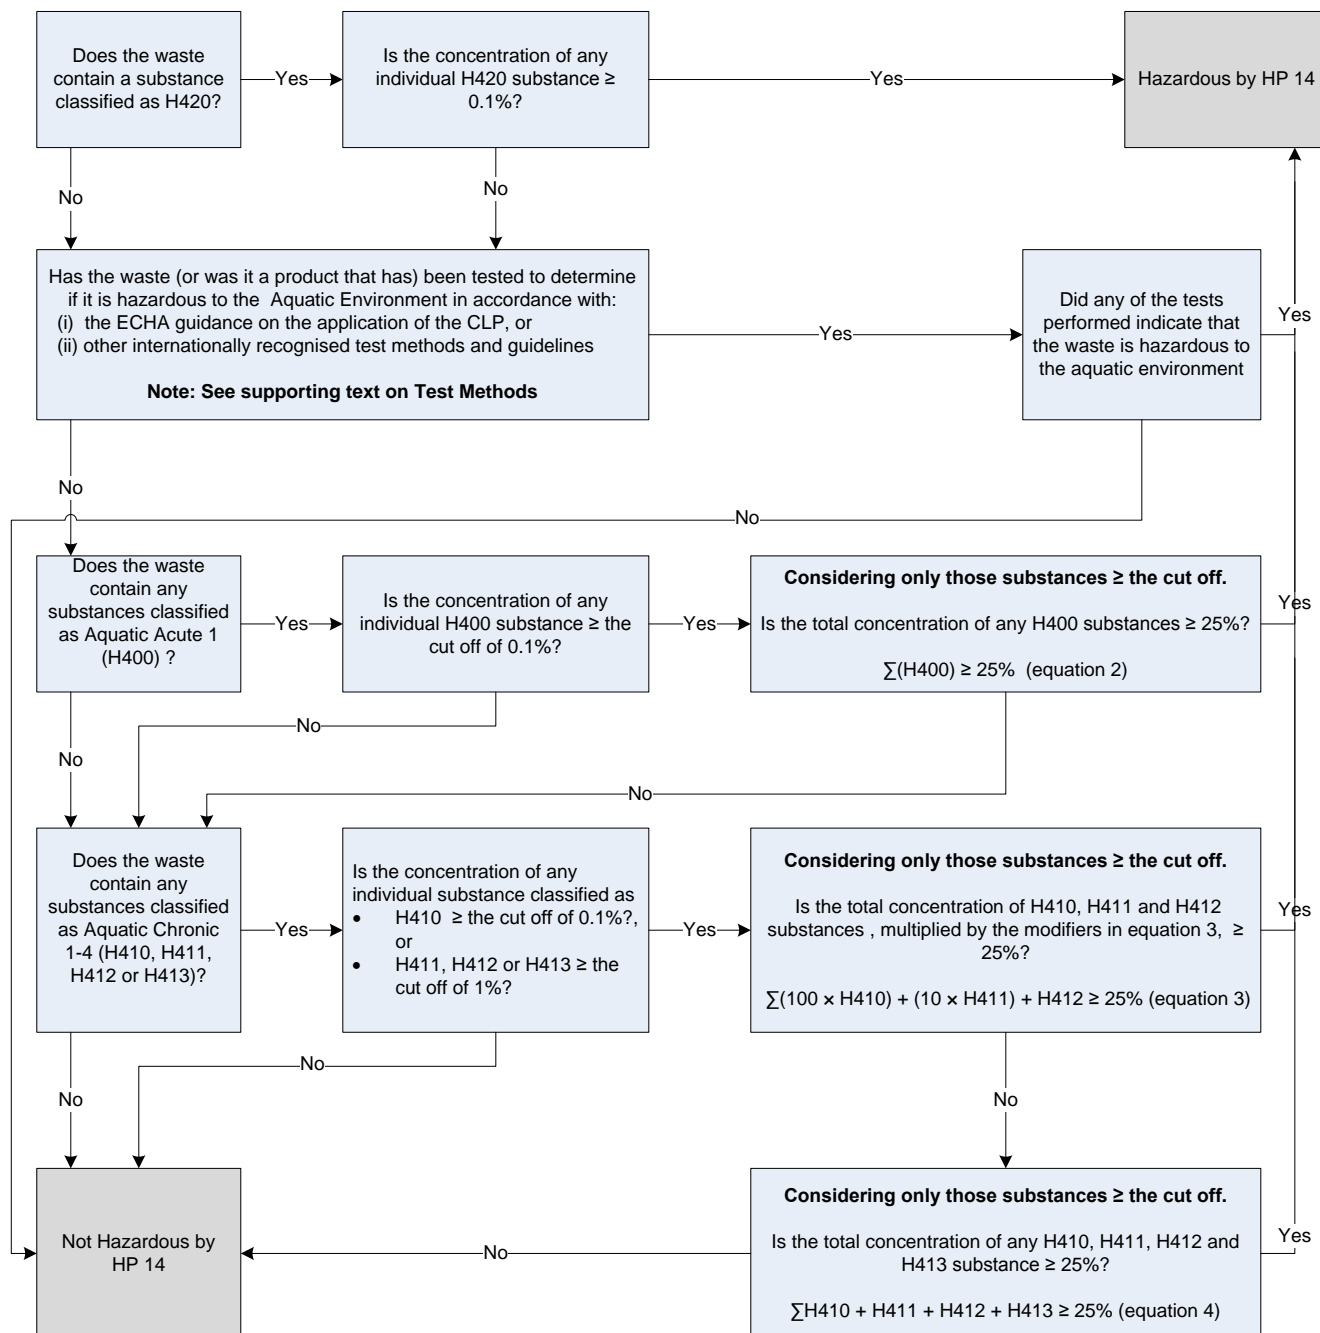 Does the waste
contain a substance
classified as H420?
Yes
Is the concentration of any
individual H420 substance ≥
0.1%?
Yes
Hazardous by HP 14
No
No
Has the waste (or was it a product that has) been tested to determine
if it is hazardous to the Aquatic Environment in accordance with:
(i) the ECHA guidance on the application of the CLP, or
(ii) other internationally recognised test methods and guidelines
Note: See supporting text on Test Methods
Yes
Did any of the tests
performed indicate that
the waste is hazardous to
the aquatic environment
Yes
No
No
Does the waste
contain any
substances classified
as Aquatic Acute 1
(H400) ?
Yes
Is the concentration of any
individual H400 substance ≥ the
cut off of 0.1%?
Yes
Considering only those substances ≥ the cut off.
Is the total concentration of any H400 substances ≥ 25%?
∑(H400) ≥ 25% (equation 2)
Yes
No
No
No
Does the waste
contain any
substances classified
as Aquatic Chronic
1-4 (H410, H411,
H412 or H413)?
Yes
Is the concentration of any
individual substance classified as
• H410 ≥ the cut off of 0.1%?,
or
• H411, H412 or H413 ≥ the
cut off of 1%?
Yes
Considering only those substances ≥ the cut off.
Is the total concentration of H410, H411 and H412
substances , multiplied by the modifiers in equation 3, ≥
25%?
∑(100 × H410) + (10 × H411) + H412 ≥ 25% (equation 3)
Yes
No
No
No
Not Hazardous by
HP 14
No
Considering only those substances ≥ the cut off.
Is the total concentration of any H410, H411, H412 and
H413 substance ≥ 25%?
∑H410 + H411 + H412 + H413 ≥ 25% (equation 4)
Yes